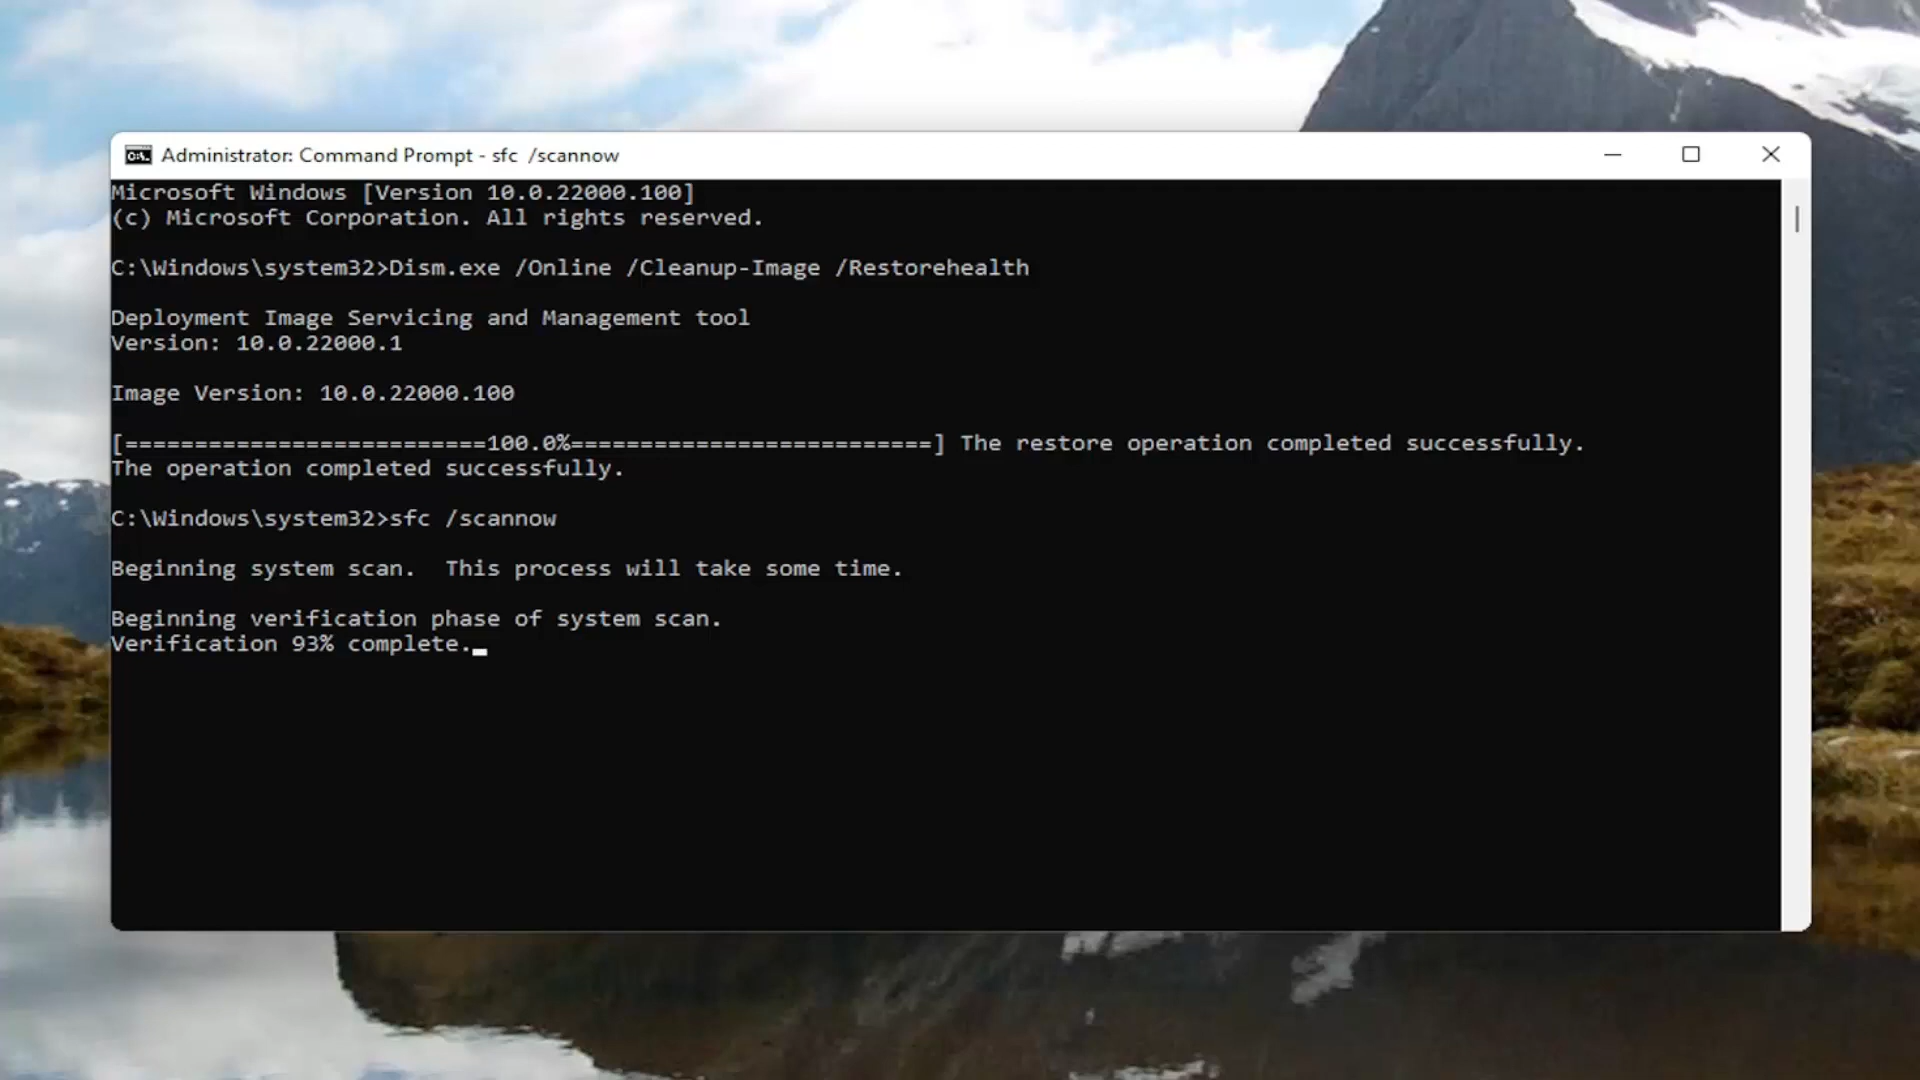 Administrator: Command Prompt - sfc  /scannow
Microsoft Windows [Version 10.0.22000.100]
(c) Microsoft Corporation. All rights reserved.
C:\Windows\system32>Dism.exe /Online /Cleanup-Image /Restorehealth
Deployment Image Servicing and Management tool
Version: 10.0.22000.1
Image Version: 10.0.22000.100
[==========================100.0%==========================] The restore operation completed successfully.
The operation completed successfully.
C:\Windows\system32>sfc /scannow
Beginning system scan.  This process will take some time.
Beginning verification phase of system scan.
Verification 93% complete.